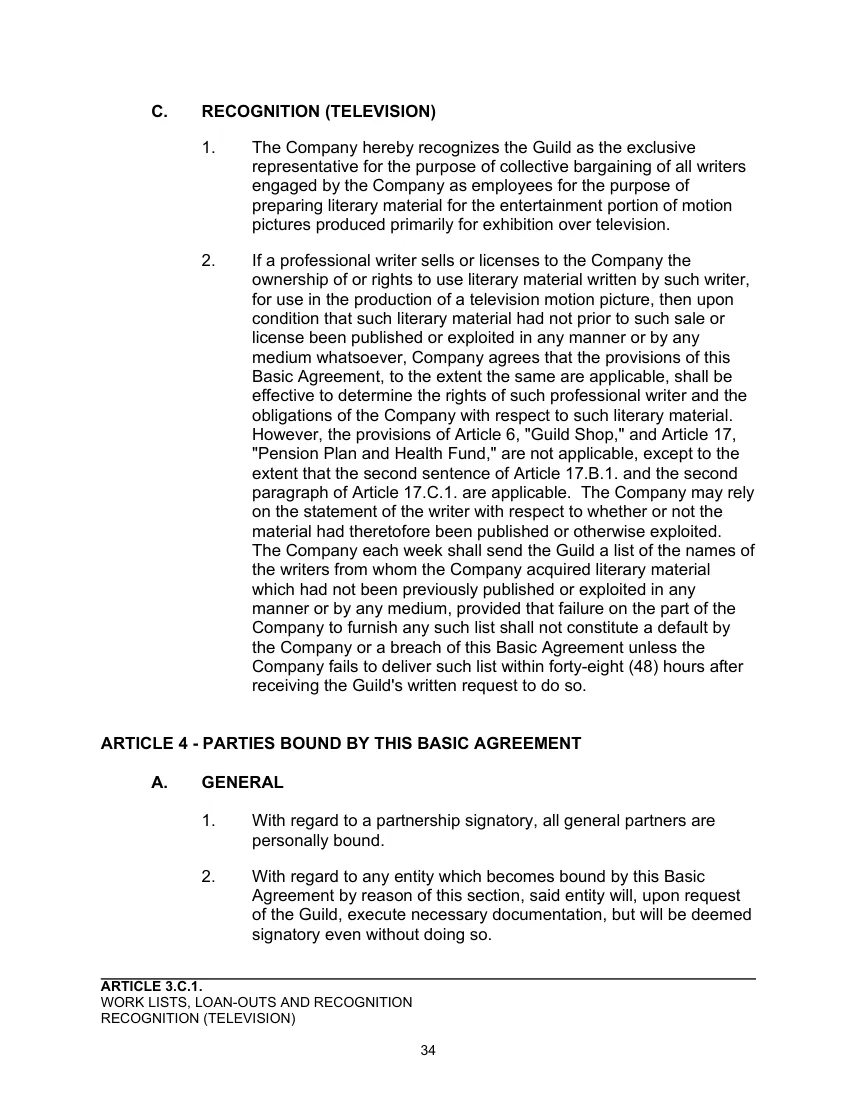 C. RECOGNITION (TELEVISION)
1. The Company hereby recognizes the Guild as the exclusive
representative for the purpose of collective bargaining of all writers
engaged by the Company as employees for the purpose of
preparing literary material for the entertainment portion of motion
pictures produced primarily for exhibition over television.
2. If a professional writer sells or licenses to the Company the
ownership of or rights to use literary material written by such writer,
for use in the production of a television motion picture, then upon
condition that such literary material had not prior to such sale or
license been published or exploited in any manner or by any
medium whatsoever, Company agrees that the provisions of this
Basic Agreement, to the extent the same are applicable, shall be
effective to determine the rights of such professional writer and the
obligations of the Company with respect to such literary material.
However, the provisions of Article 6, "Guild Shop," and Article 17,
"Pension Plan and Health Fund," are not applicable, except to the
extent that the second sentence of Article 17.B.1. and the second
paragraph of Article 17.C.1. are applicable.  The Company may rely
on the statement of the writer with respect to whether or not the
material had theretofore been published or otherwise exploited.
The Company each week shall send the Guild a list of the names of
the writers from whom the Company acquired literary material
which had not been previously published or exploited in any
manner or by any medium, provided that failure on the part of the
Company to furnish any such list shall not constitute a default by
the Company or a breach of this Basic Agreement unless the
Company fails to deliver such list within forty-eight (48) hours after
receiving the Guild's written request to do so.
ARTICLE 4 - PARTIES BOUND BY THIS BASIC AGREEMENT
A. GENERAL
1. With regard to a partnership signatory, all general partners are
personally bound.
2. With regard to any entity which becomes bound by this Basic
Agreement by reason of this section, said entity will, upon request
of the Guild, execute necessary documentation, but will be deemed
signatory even without doing so.
ARTICLE 3.C.1.
WORK LISTS, LOAN-OUTS AND RECOGNITION
RECOGNITION (TELEVISION)
34